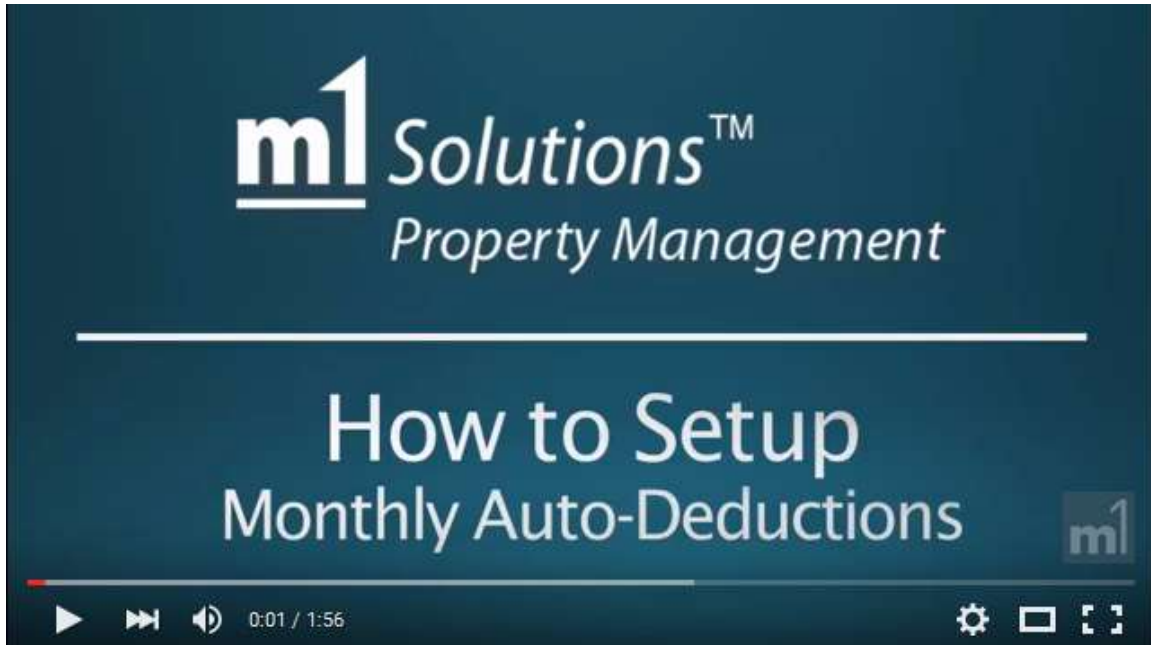 m1 Solutions™
Property Management
How to Setup
Monthly Auto-Deductions
m1
0:01 / 1:56